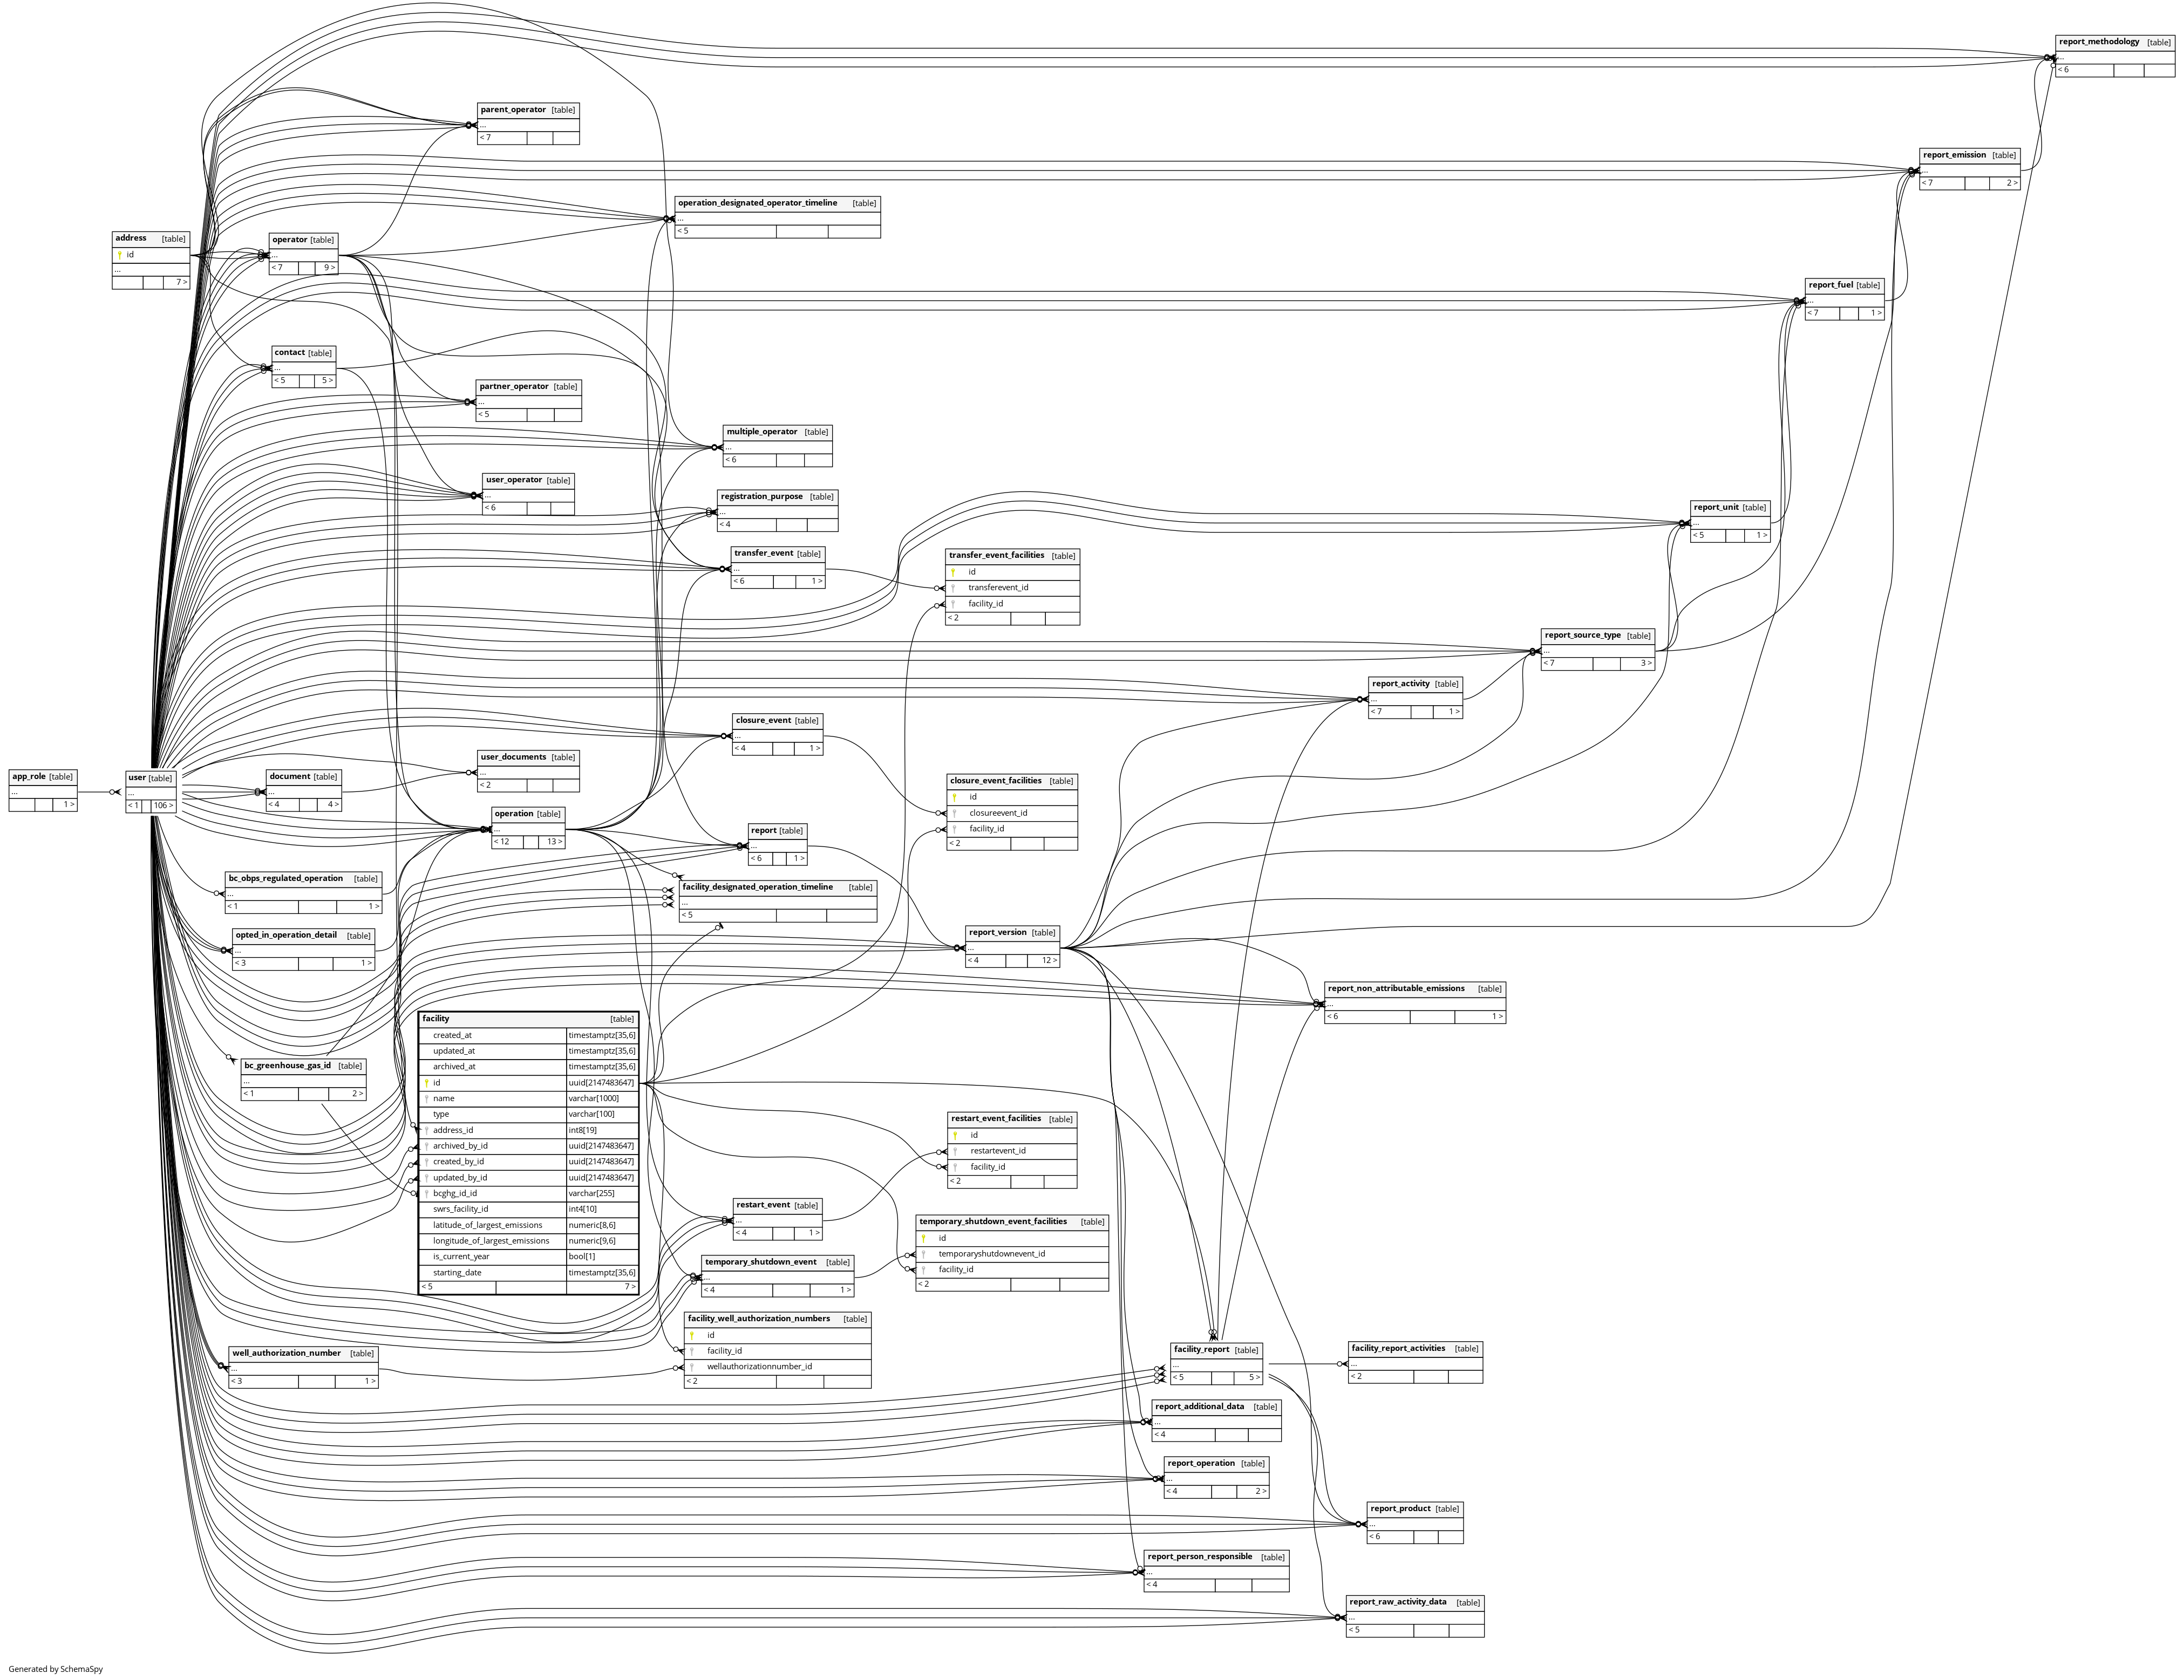 report_methodology [table]
...
< 6
parent_operator [table]
...
< 7
report_emission [table]
...
< 7 2 >
operation_designated_operator_timeline [table]
...
< 5
address [table]
id
...
7 >
operator [table]
...
< 7 9 >
report_fuel [table]
...
< 7 1 >
contact [table]
...
< 5 5 >
partner_operator [table]
...
< 5
multiple_operator [table]
...
< 6
user_operator [table]
...
< 6
registration_purpose [table]
...
< 4
report_unit [table]
...
< 5 1 >
transfer_event [table]
...
< 6 1 >
transfer_event_facilities [table]
id
transferevent_id
facility_id
< 2
report_source_type [table]
...
< 7 3 >
report_activity [table]
...
< 7 1 >
closure_event [table]
...
< 4 1 >
user_documents [table]
...
< 2
app_role [table]
...
1 >
user [table]
...
< 1 106 >
document [table]
...
< 4 4 >
closure_event_facilities [table]
id
closureevent_id
facility_id
< 2
operation [table]
...
< 12 13 >
report [table]
...
< 6 1 >
bc_obps_regulated_operation [table]
...
< 1 1 >
facility_designated_operation_timeline [table]
...
< 5
opted_in_operation_detail [table]
...
< 3 1 >
report_version [table]
...
< 4 12 >
report_non_attributable_emissions [table]
...
< 6 1 >
bc_greenhouse_gas_id [table]
...
< 1 2 >
facility [table]
created_at timestamptz[35,6]
updated_at timestamptz[35,6]
archived_at timestamptz[35,6]
id uuid[2147483647]
name varchar[1000]
type varchar[100]
address_id int8[19]
archived_by_id uuid[2147483647]
created_by_id uuid[2147483647]
updated_by_id uuid[2147483647]
bcghg_id_id varchar[255]
swrs_facility_id int4[10]
latitude_of_largest_emissions numeric[8,6]
longitude_of_largest_emissions numeric[9,6]
is_current_year bool[1]
starting_date timestamptz[35,6]
< 5 7 >
restart_event_facilities [table]
id
restartevent_id
facility_id
< 2
restart_event [table]
...
< 4 1 >
temporary_shutdown_event_facilities [table]
id
temporaryshutdownevent_id
facility_id
< 2
temporary_shutdown_event [table]
...
< 4 1 >
facility_well_authorization_numbers [table]
id
facility_id
wellauthorizationnumber_id
< 2
well_authorization_number [table]
...
< 3 1 >
facility_report [table]
...
< 5 5 >
facility_report_activities [table]
...
< 2
report_additional_data [table]
...
< 4
report_operation [table]
...
< 4 2 >
report_product [table]
...
< 6
report_person_responsible [table]
...
< 4
report_raw_activity_data [table]
...
< 5
Generated by SchemaSpy